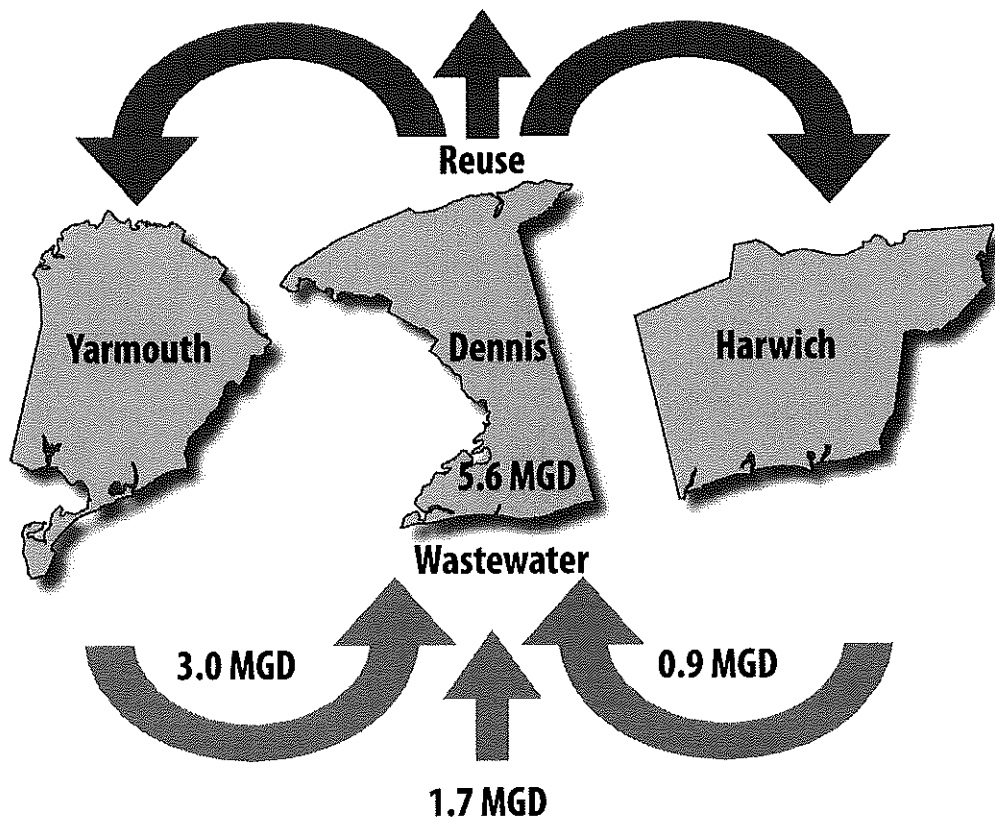 Reuse
Yarmouth
Dennis
Harwich
5.6 MGD
Wastewater
3.0 MGD
0.9 MGD
1.7 MGD